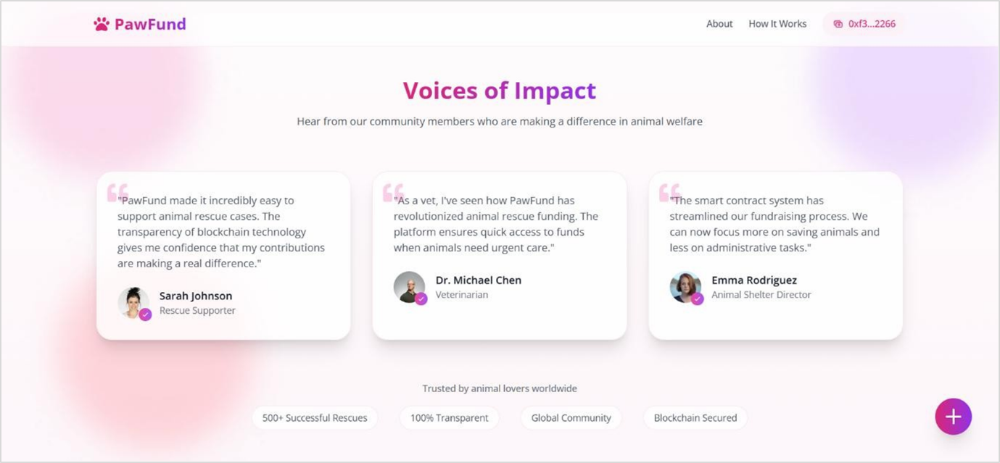 PawFund
About
How It Works
0xf3...2266
Voices of Impact
Hear from our community members who are making a difference in animal welfare
"PawFund made it incredibly easy to
support animal rescue cases. The
transparency of blockchain technology
gives me confidence that my contributions
are making a real difference."
Sarah Johnson
Rescue Supporter
"As a vet, I've seen how PawFund has
revolutionized animal rescue funding. The
platform ensures quick access to funds
when animals need urgent care."
Dr. Michael Chen
Veterinarian
"The smart contract system has
streamlined our fundraising process. We
can now focus more on saving animals and
less on administrative tasks."
Emma Rodriguez
Animal Shelter Director
Trusted by animal lovers worldwide
500+ Successful Rescues
100% Transparent
Global Community
Blockchain Secured